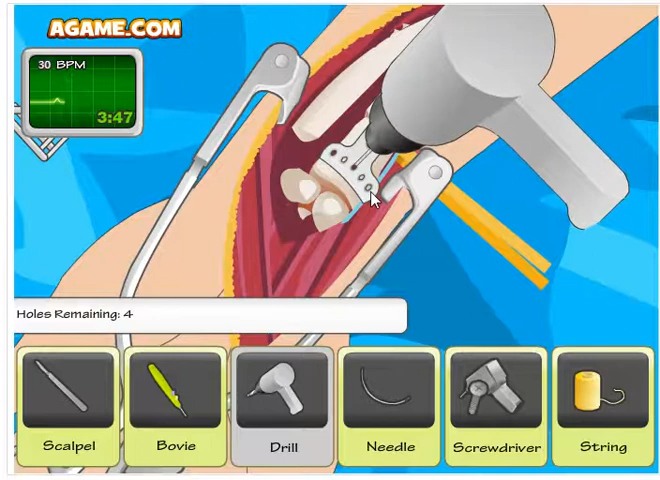 AGAME.COM
30 BPM
3:47
Holes Remaining: 4
Scalpel
Bovie
Drill
Needle
Screwdriver
String